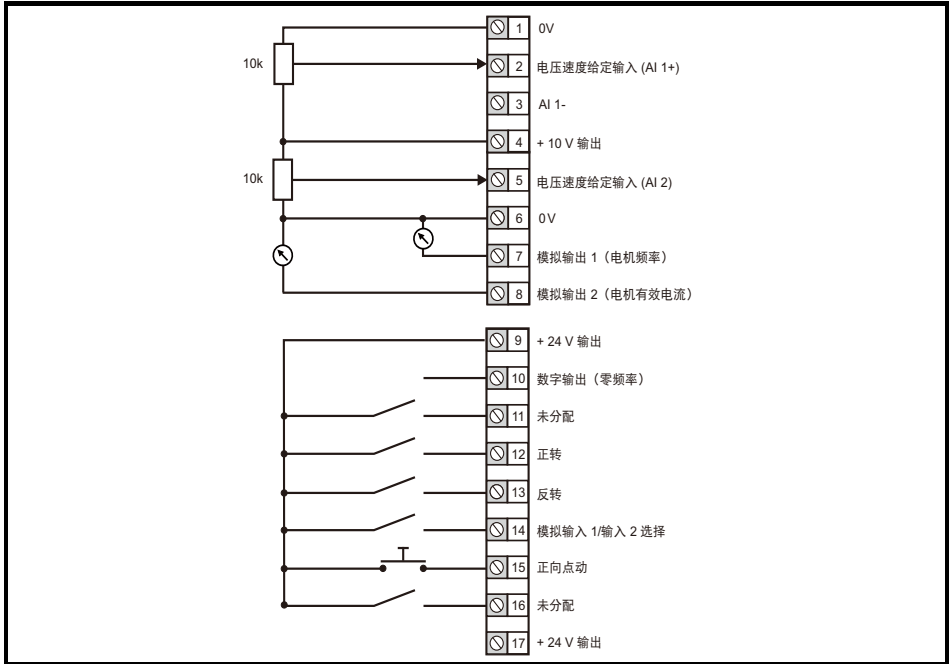 1 0V
10k
2 电压速度给定输入 (AI 1+)
3 AI 1-
4 + 10 V 输出
10k
5 电压速度给定输入 (AI 2)
6 0V
7 模拟输出 1（电机频率）
8 模拟输出 2（电机有效电流）
9 + 24 V 输出
10 数字输出（零频率）
11 未分配
12 正转
13 反转
14 模拟输入 1/输入 2 选择
15 正向点动
16 未分配
17 + 24 V 输出